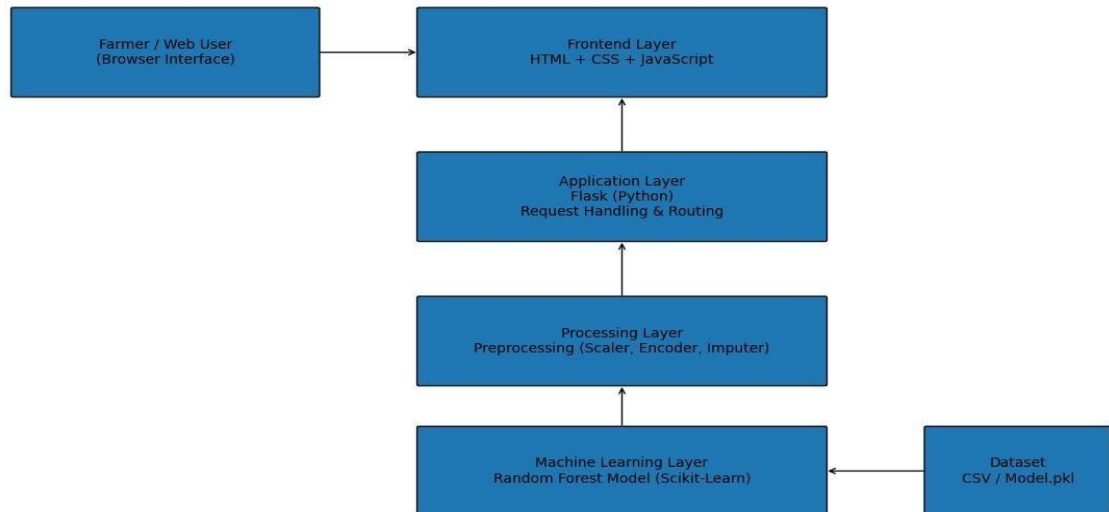 Farmer / Web User
(Browser Interface)
Frontend Layer
HTML + CSS + JavaScript
Application Layer
Flask (Python)
Request Handling & Routing
Processing Layer
Preprocessing (Scaler, Encoder, Imputer)
Machine Learning Layer
Random Forest Model (Scikit-Learn)
Dataset
CSV / Model.pkl